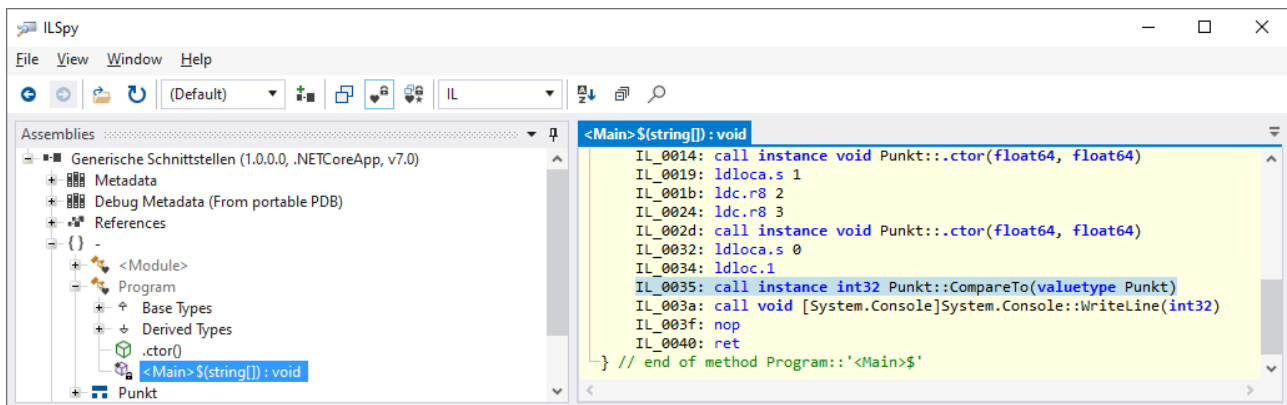 ILSpy
File View Window Help
(Default) IL
Assemblies
Generische Schnittstellen (1.0.0.0, .NETCoreApp, v7.0)
Metadata
Debug Metadata (From portable PDB)
References
{ } -
<Module>
Program
Base Types
Derived Types
.ctor()
<Main>$(string[]) : void
Punkt
<Main>$(string[]) : void
IL_0014: call instance void Punkt::.ctor(float64, float64)
IL_0019: ldloca.s 1
IL_001b: ldc.r8 2
IL_0024: ldc.r8 3
IL_002d: call instance void Punkt::.ctor(float64, float64)
IL_0032: ldloca.s 0
IL_0034: ldloc.1
IL_0035: call instance int32 Punkt::CompareTo(valuetype Punkt)
IL_003a: call void [System.Console]System.Console::WriteLine(int32)
IL_003f: nop
IL_0040: ret
} // end of method Program::'<Main>$'